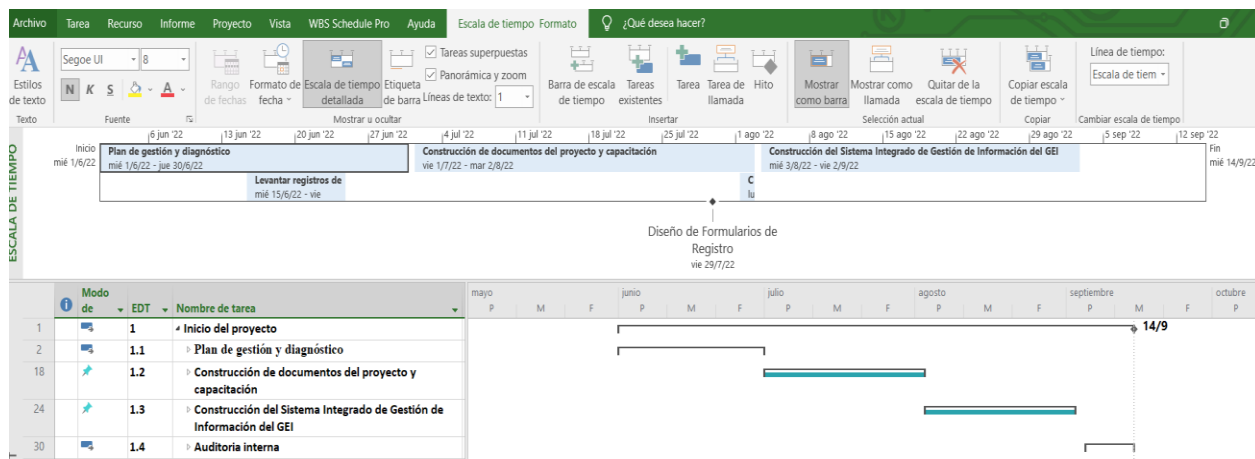 Archivo Tarea Recurso Informe Proyecto Vista WBS Schedule Pro Ayuda Escala de tiempo Formato ¿Qué desea hacer?
Estilos de texto
Texto
Segoe UI 8
N K S A
Fuente
Rango de fechas
Formato de fecha
Escala de tiempo detallada
Etiqueta de barra
Tareas superpuestas
Panorámica y zoom
Líneas de texto: 1
Mostrar u ocultar
Barra de escala de tiempo
Tareas existentes
Tarea
Tarea de llamada
Hito
Insertar
Mostrar como barra
Mostrar como llamada
Quitar de la escala de tiempo
Selección actual
Copiar escala de tiempo
Copiar
Línea de tiempo:
Escala de tiem
Cambiar escala de tiempo
ESCALA DE TIEMPO
6 jun '22 13 jun '22 20 jun '22 27 jun '22 4 jul '22 11 jul '22 18 jul '22 25 jul '22 1 ago '22 8 ago '22 15 ago '22 22 ago '22 29 ago '22 5 sep '22 12 sep '22
Inicio
mié 1/6/22
Plan de gestión y diagnóstico
mié 1/6/22 - jue 30/6/22
Construcción de documentos del proyecto y capacitación
vie 1/7/22 - mar 2/8/22
Construcción del Sistema Integrado de Gestión de Información del GEI
mié 3/8/22 - vie 2/9/22
Fin
mié 14/9/22
Levantar registros de
mié 15/6/22 - vie
C
lu
Diseño de Formularios de
Registro
vie 29/7/22
Modo de EDT Nombre de tarea
mayo junio julio agosto septiembre octubre
P M F P M F P M F P M F P M F P
1 1 Inicio del proyecto 14/9
2 1.1 Plan de gestión y diagnóstico
18 1.2 Construcción de documentos del proyecto y
capacitación
24 1.3 Construcción del Sistema Integrado de Gestión de
Información del GEI
30 1.4 Auditoria interna